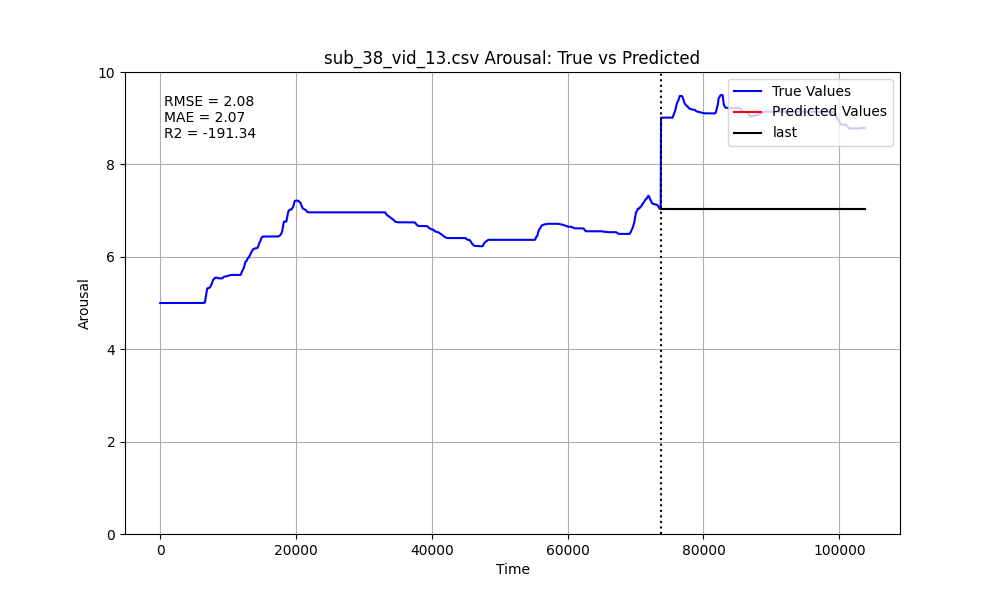 sub_38_vid_13.csv Arousal: True vs Predicted
RMSE = 2.08
MAE = 2.07
R2 = -191.34
True Values
Predicted Values
last
10
8
6
4
2
0
Arousal
0 20000 40000 60000 80000 100000
Time